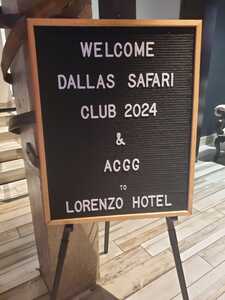 WELCOME
DALLAS SAFARI
CLUB 2024
&
ACGG
TO
LORENZO HOTEL